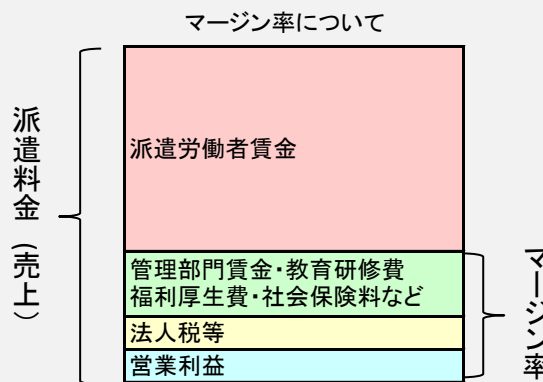 マージン率について
派遣料金（売上）
派遣労働者賃金
管理部門賃金・教育研修費
福利厚生費・社会保険料など
法人税等
営業利益
マージン率